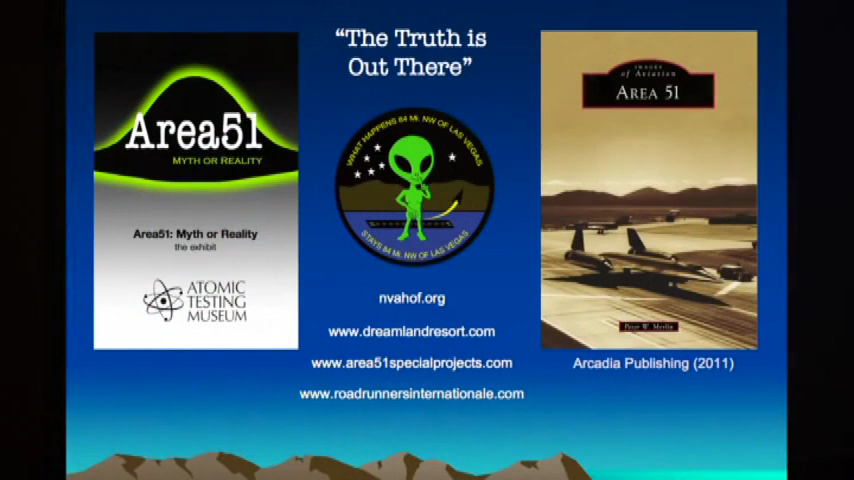 “The Truth is
Out There”
Area51
MYTH OR REALITY
Area51: Myth or Reality
the exhibit
ATOMIC
TESTING
MUSEUM
WHAT HAPPENS 84 MI. NW OF LAS VEGAS
STAYS 84 MI. NW OF LAS VEGAS
nvahof.org
www.dreamlandresort.com
www.area51specialprojects.com
www.roadrunnersinternationale.com
IMAGES
of Aviation
AREA 51
Peter W. Merlin
Arcadia Publishing (2011)